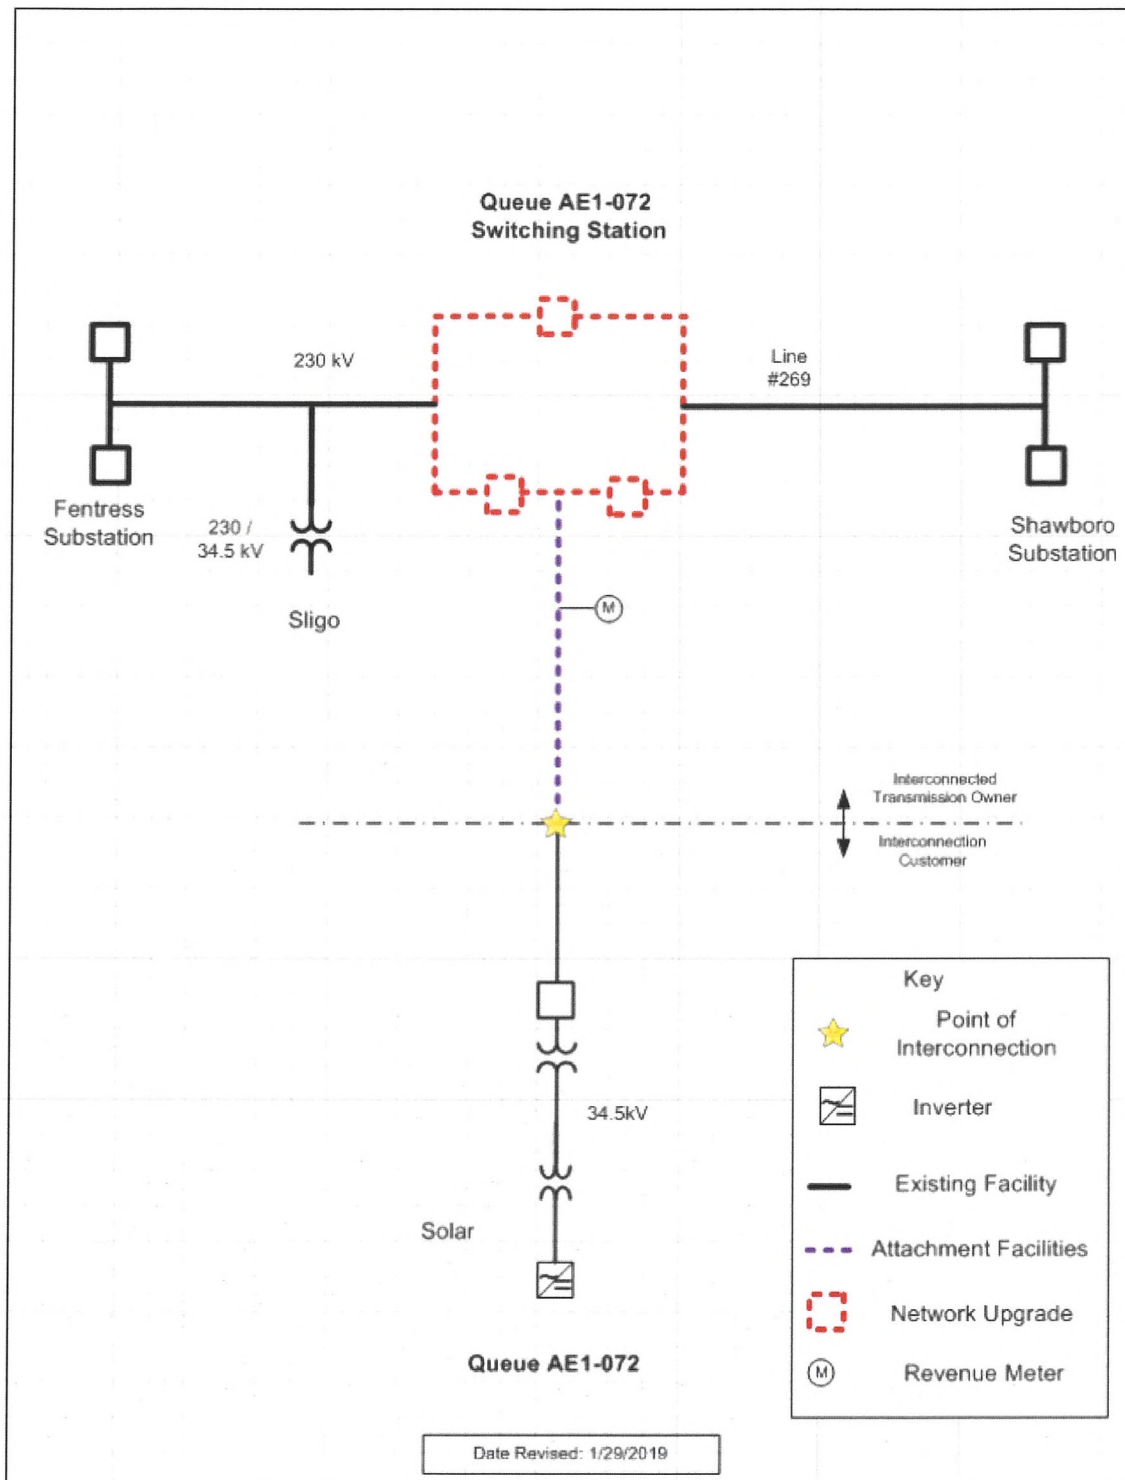 Queue AE1-072
Switching Station
230 kV
Line
#269
Fentress
Substation
230 /
34.5 kV
Sligo
Shawboro
Substation
M
Interconnected
Transmission Owner
Interconnection
Customer
34.5kV
Solar
Queue AE1-072
Key
Point of
Interconnection
Inverter
Existing Facility
Attachment Facilities
Network Upgrade
M
Revenue Meter
Date Revised: 1/29/2019